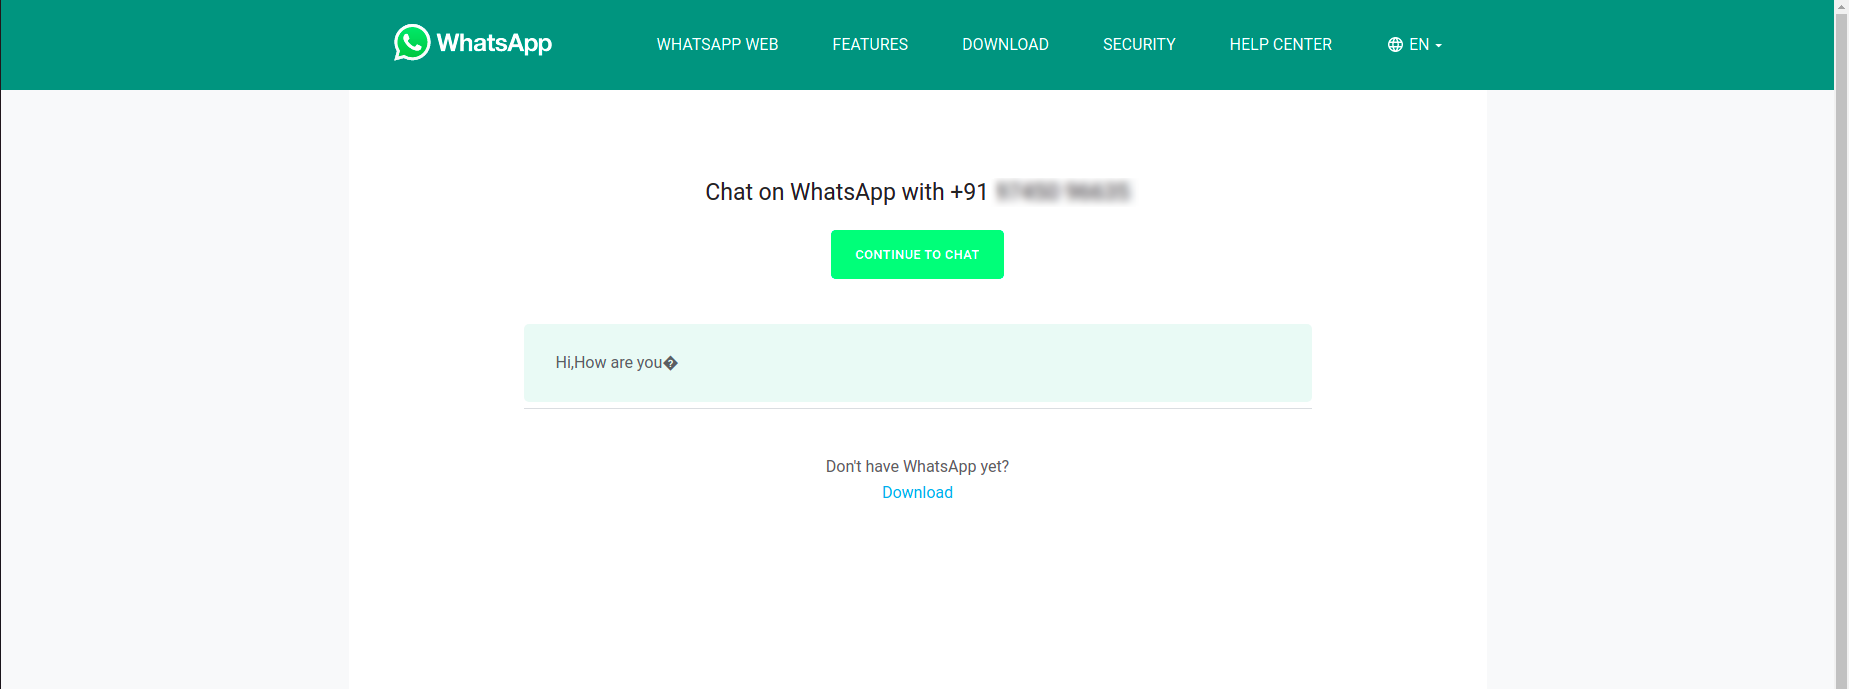 WhatsApp WHATSAPP WEB FEATURES DOWNLOAD SECURITY HELP CENTER EN
Chat on WhatsApp with +91
CONTINUE TO CHAT
Hi,How are you�
Don't have WhatsApp yet?
Download